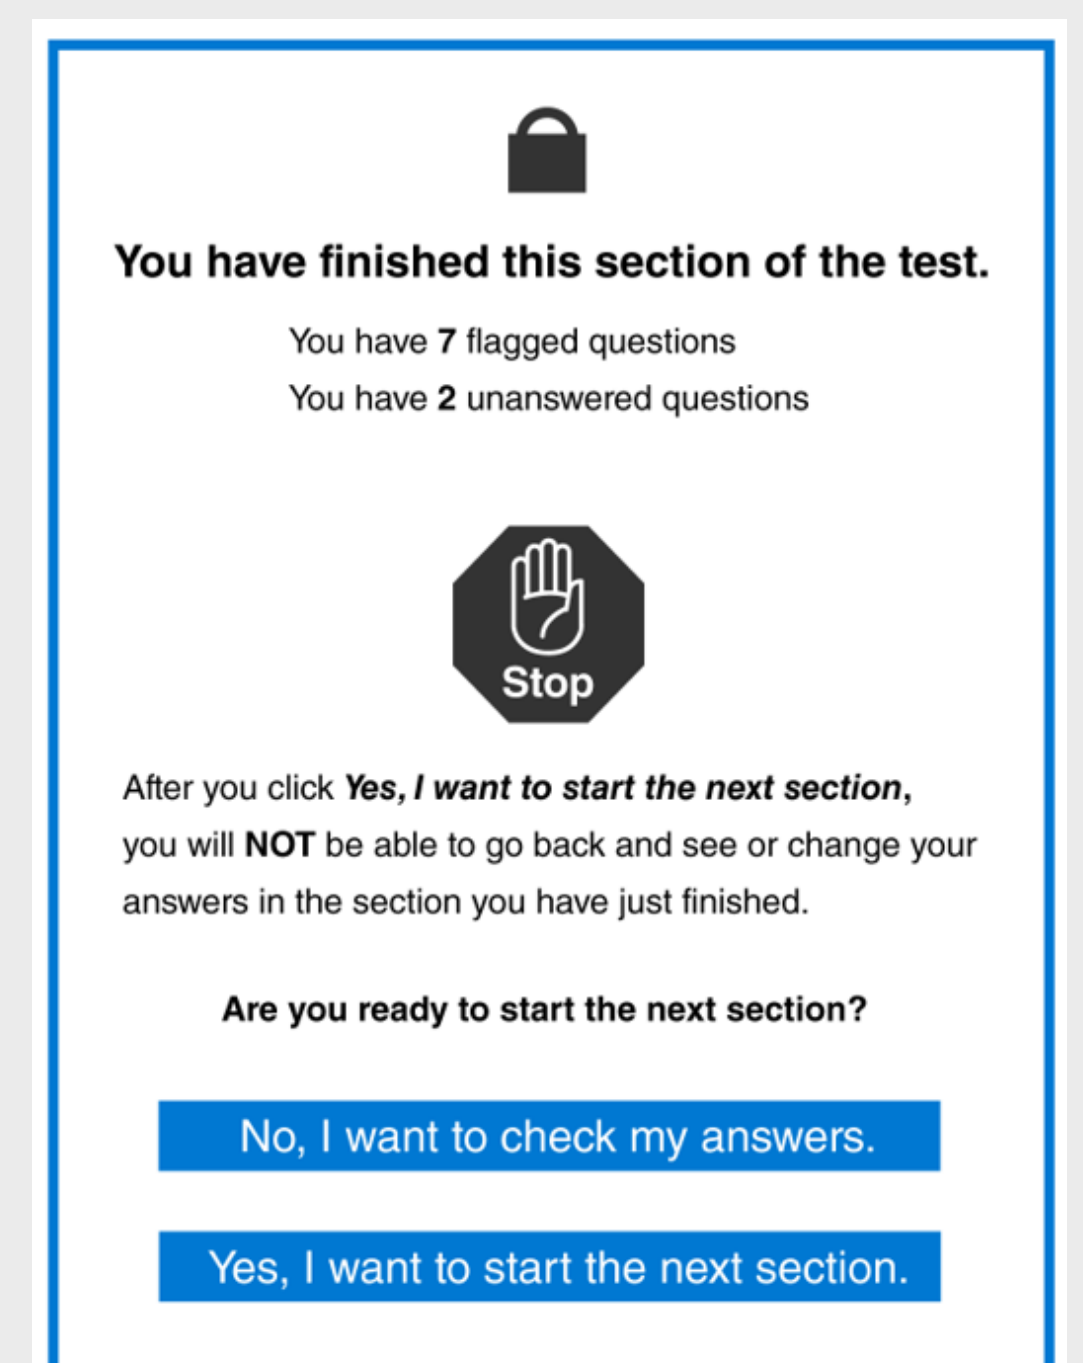 You have finished this section of the test.
You have 7 flagged questions
You have 2 unanswered questions
Stop
After you click Yes, I want to start the next section,
you will NOT be able to go back and see or change your
answers in the section you have just finished.
Are you ready to start the next section?
No, I want to check my answers.
Yes, I want to start the next section.